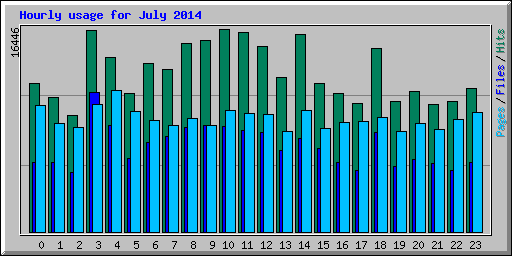 Hourly usage for July 2014
16446
Pages / Files / Hits
0 1 2 3 4 5 6 7 8 9 10 11 12 13 14 15 16 17 18 19 20 21 22 23